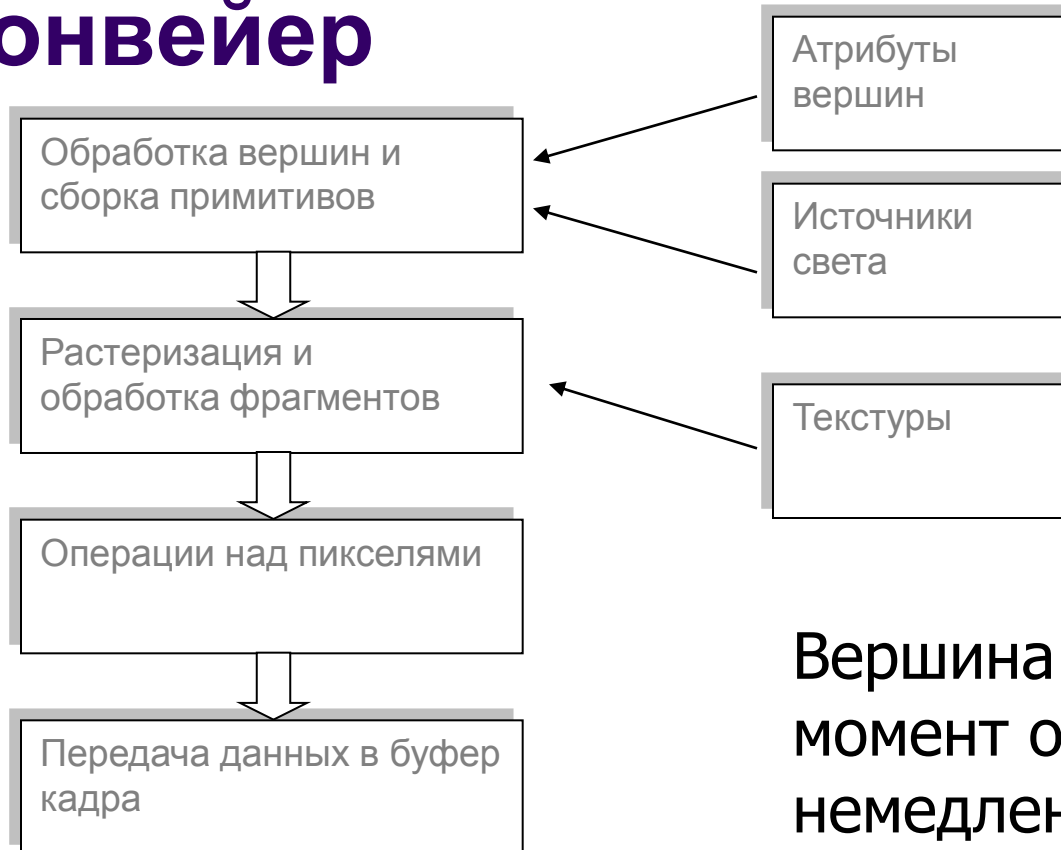 онвейер
Обработка вершин и
сборка примитивов
Растеризация и
обработка фрагментов
Операции над пикселями
Передача данных в буфер
кадра
Атрибуты
вершин
Источники
света
Текстуры
Вершина
момент о
немедлен